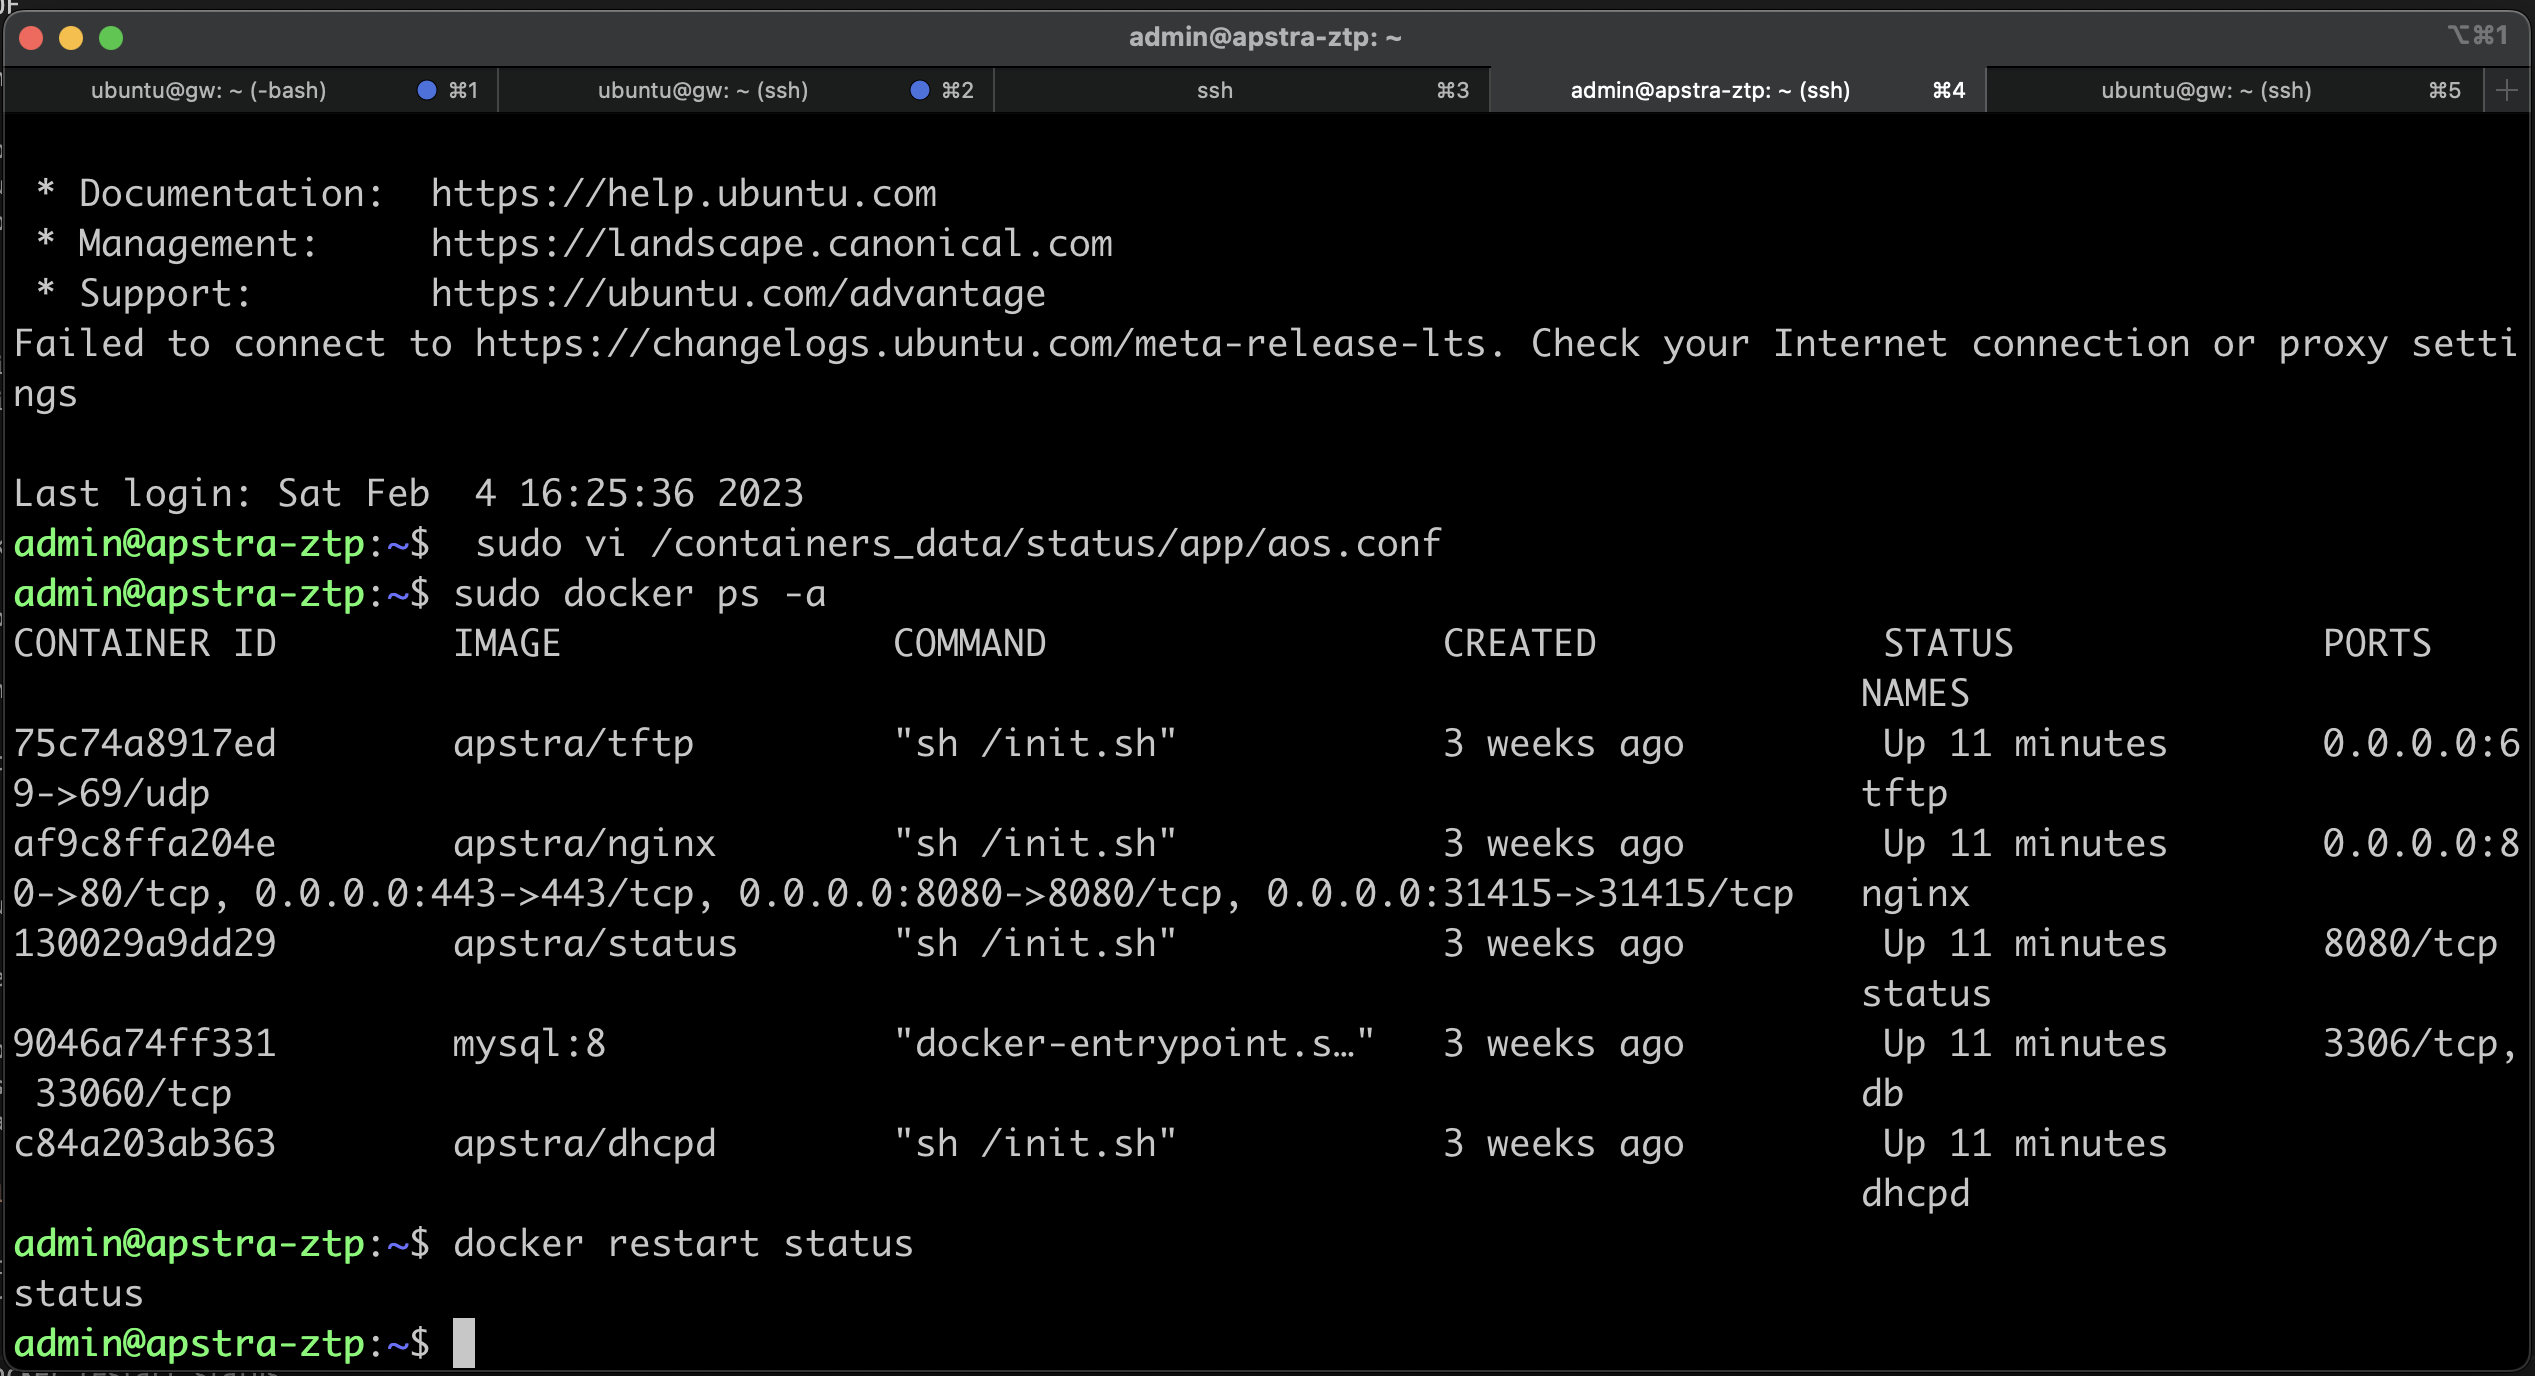 admin@apstra-ztp: ~
⌥⌘1
ubuntu@gw: ~ (-bash) ⌘1
ubuntu@gw: ~ (ssh) ⌘2
ssh ⌘3
admin@apstra-ztp: ~ (ssh) ⌘4
ubuntu@gw: ~ (ssh) ⌘5
* Documentation:  https://help.ubuntu.com
* Management:     https://landscape.canonical.com
* Support:        https://ubuntu.com/advantage
Failed to connect to https://changelogs.ubuntu.com/meta-release-lts. Check your Internet connection or proxy setti
ngs
Last login: Sat Feb  4 16:25:36 2023
admin@apstra-ztp:~$  sudo vi /containers_data/status/app/aos.conf
admin@apstra-ztp:~$ sudo docker ps -a
CONTAINER ID        IMAGE               COMMAND                  CREATED             STATUS              PORTS
NAMES
75c74a8917ed        apstra/tftp         "sh /init.sh"            3 weeks ago         Up 11 minutes       0.0.0.0:6
9->69/udp                                                                           tftp
af9c8ffa204e        apstra/nginx        "sh /init.sh"            3 weeks ago         Up 11 minutes       0.0.0.0:8
0->80/tcp, 0.0.0.0:443->443/tcp, 0.0.0.0:8080->8080/tcp, 0.0.0.0:31415->31415/tcp   nginx
130029a9dd29        apstra/status       "sh /init.sh"            3 weeks ago         Up 11 minutes       8080/tcp
status
9046a74ff331        mysql:8             "docker-entrypoint.s…"   3 weeks ago         Up 11 minutes       3306/tcp,
33060/tcp                                                                          db
c84a203ab363        apstra/dhcpd        "sh /init.sh"            3 weeks ago         Up 11 minutes
dhcpd
admin@apstra-ztp:~$ docker restart status
status
admin@apstra-ztp:~$